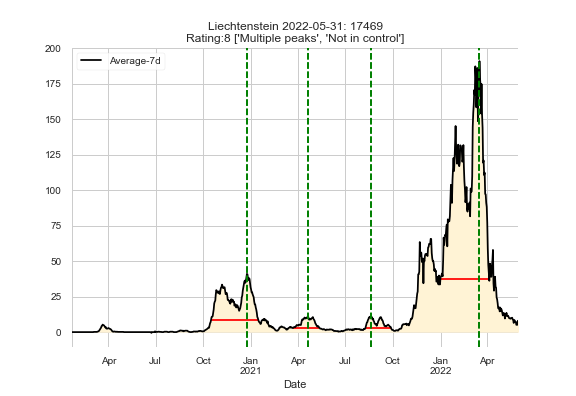 Liechtenstein 2022-05-31: 17469
Rating:8 ['Multiple peaks', 'Not in control']
200
Average-7d
175
150
125
100
75
50
25
0
Apr Jul Oct Jan Apr Jul Oct Jan Apr
2021 2022
Date